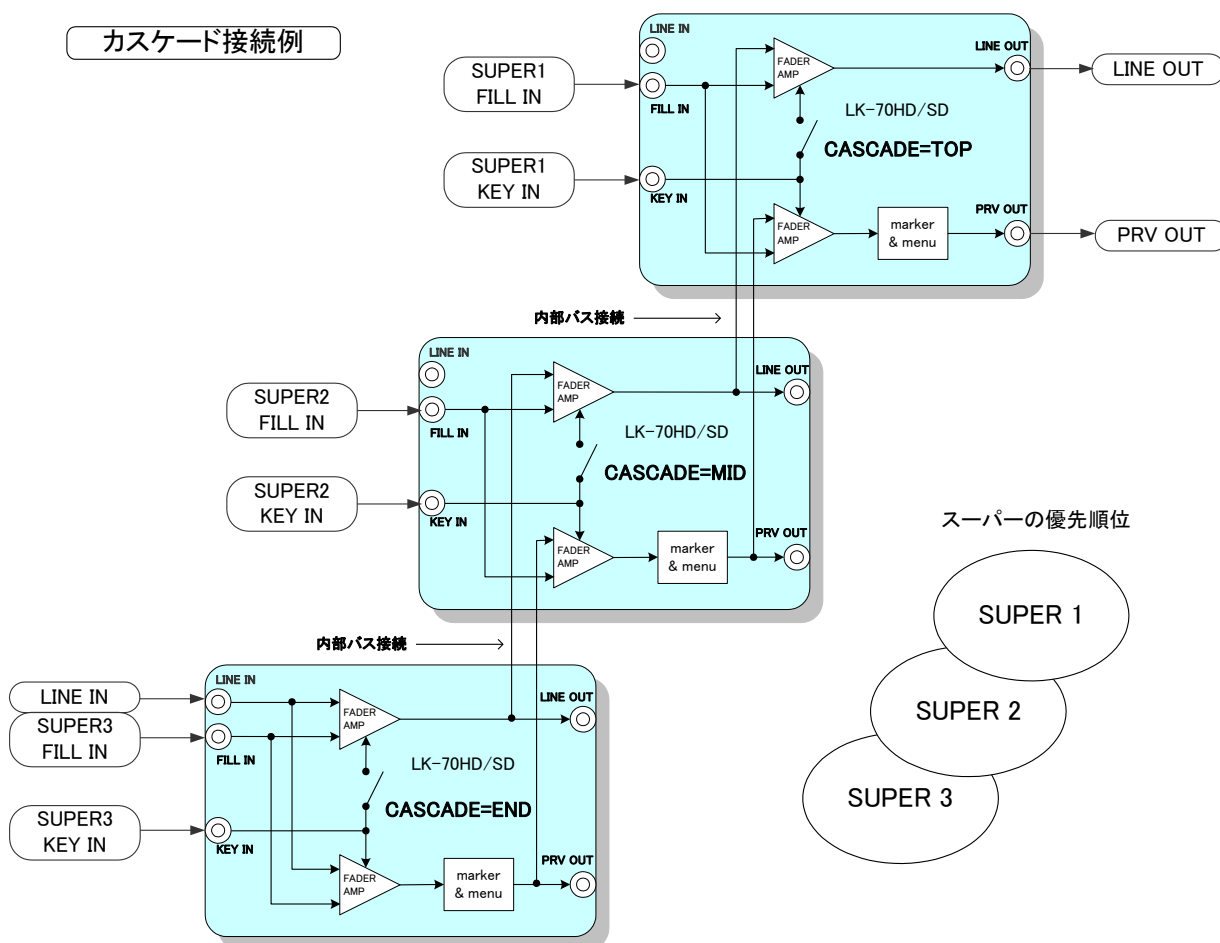 カスケード接続例
LINE IN
SUPER1
FILL IN
FILL IN
SUPER1
KEY IN
KEY IN
FADER
AMP
LK-70HD/SD
CASCADE=TOP
FADER
AMP
marker
& menu
LINE OUT
LINE OUT
PRV OUT
PRV OUT
内部バス接続
LINE IN
SUPER2
FILL IN
FILL IN
SUPER2
KEY IN
KEY IN
FADER
AMP
LK-70HD/SD
CASCADE=MID
FADER
AMP
marker
& menu
LINE OUT
PRV OUT
内部バス接続
LINE IN
LINE IN
SUPER3
FILL IN
FILL IN
SUPER3
KEY IN
KEY IN
FADER
AMP
LK-70HD/SD
CASCADE=END
FADER
AMP
marker
& menu
LINE OUT
PRV OUT
スーパーの優先順位
SUPER 1
SUPER 2
SUPER 3